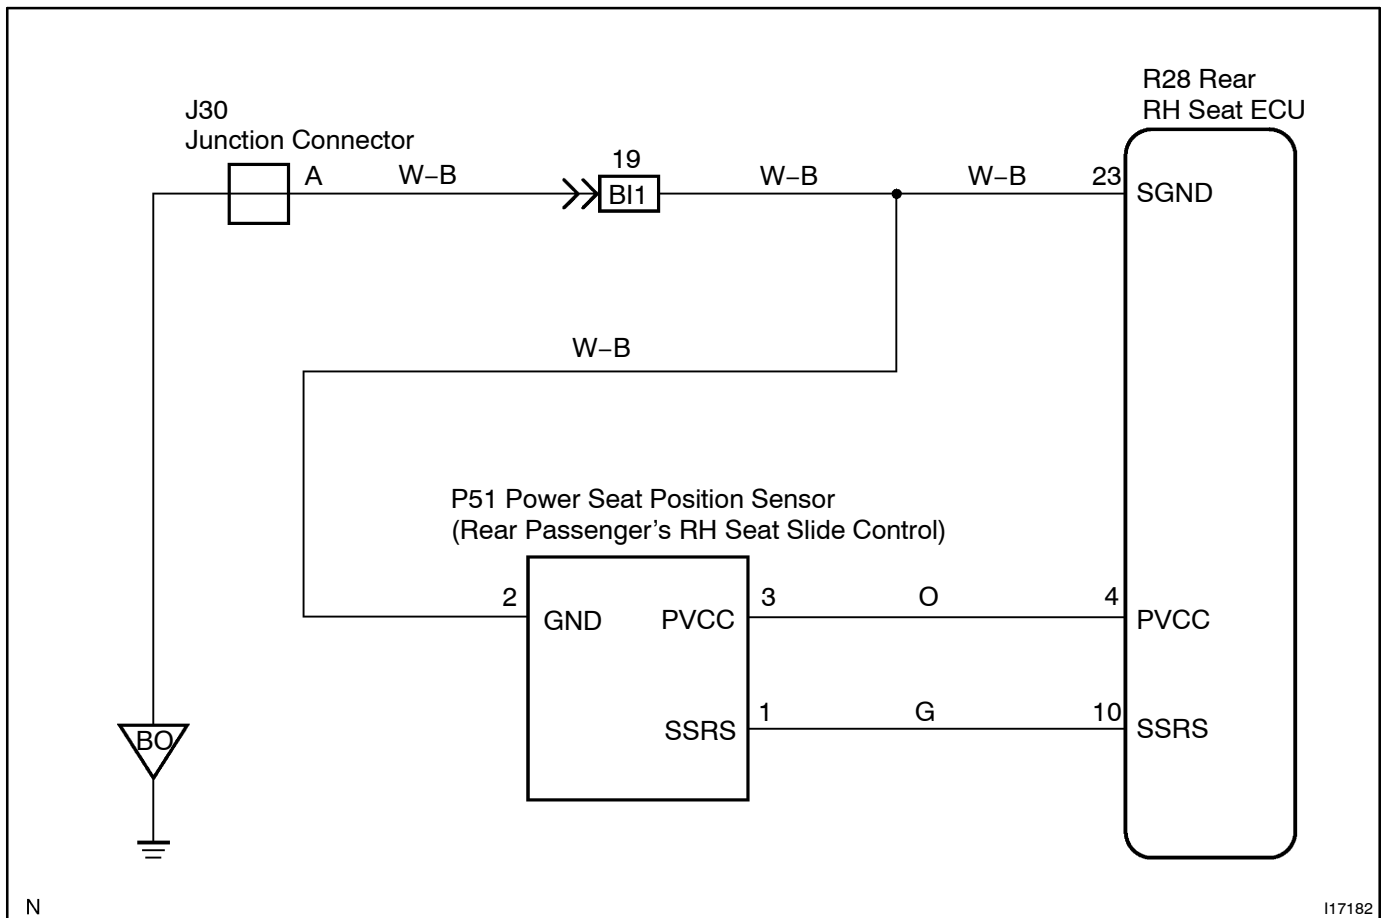 R28 Rear
RH Seat ECU
J30
Junction Connector
A
W–B
19
BI1
W–B
W–B
23
SGND
W–B
P51 Power Seat Position Sensor
(Rear Passenger’s RH Seat Slide Control)
2
GND
PVCC
3
O
4
PVCC
SSRS
1
G
10
SSRS
BO
N
I17182